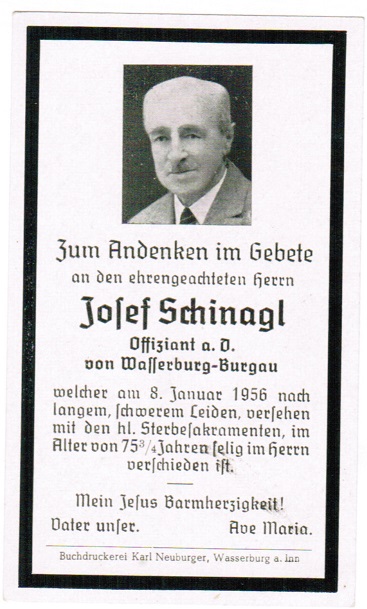 Zum Andenken im Gebete
an den ehrengeachteten Herrn
Josef Schinagl
Offiziant a. D.
von Wasserburg-Burgau
welcher am 8. Januar 1956 nach
langem, schwerem Leiden, versehen
mit den hl. Sterbesakramenten, im
Alter von 75 3/4 Jahren selig im Herrn
verschieden ist.
Mein Jesus Barmherzigkeit!
Vater unser. Ave Maria.
Buchdruckerei Karl Neuburger, Wasserburg a. Inn